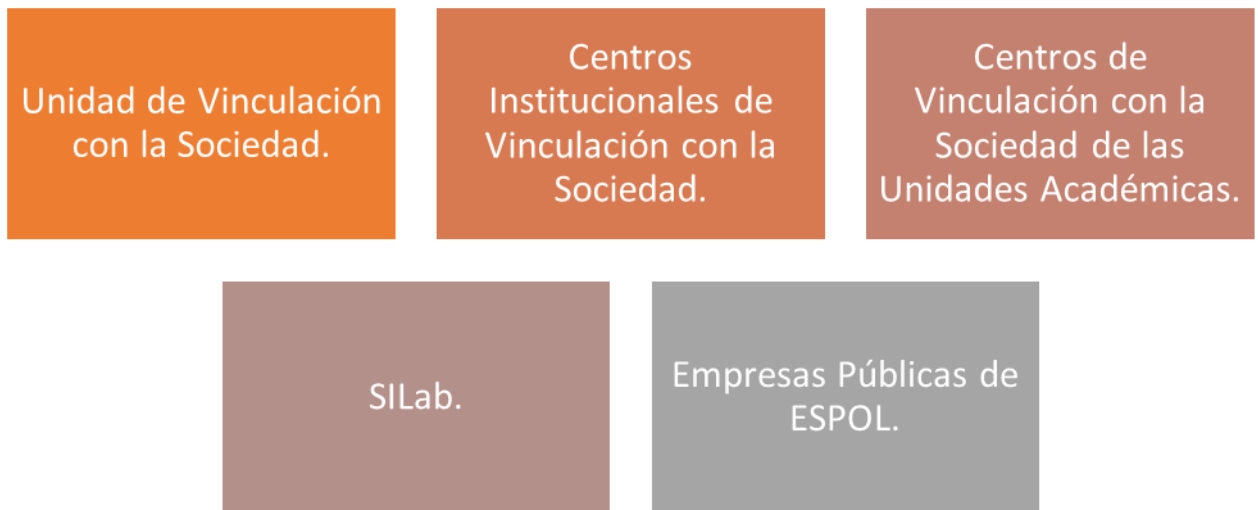 Unidad de Vinculación
con la Sociedad.
Centros
Institucionales de
Vinculación con la
Sociedad.
Centros de
Vinculación con la
Sociedad de las
Unidades Académicas.
SILab.
Empresas Públicas de
ESPOL.